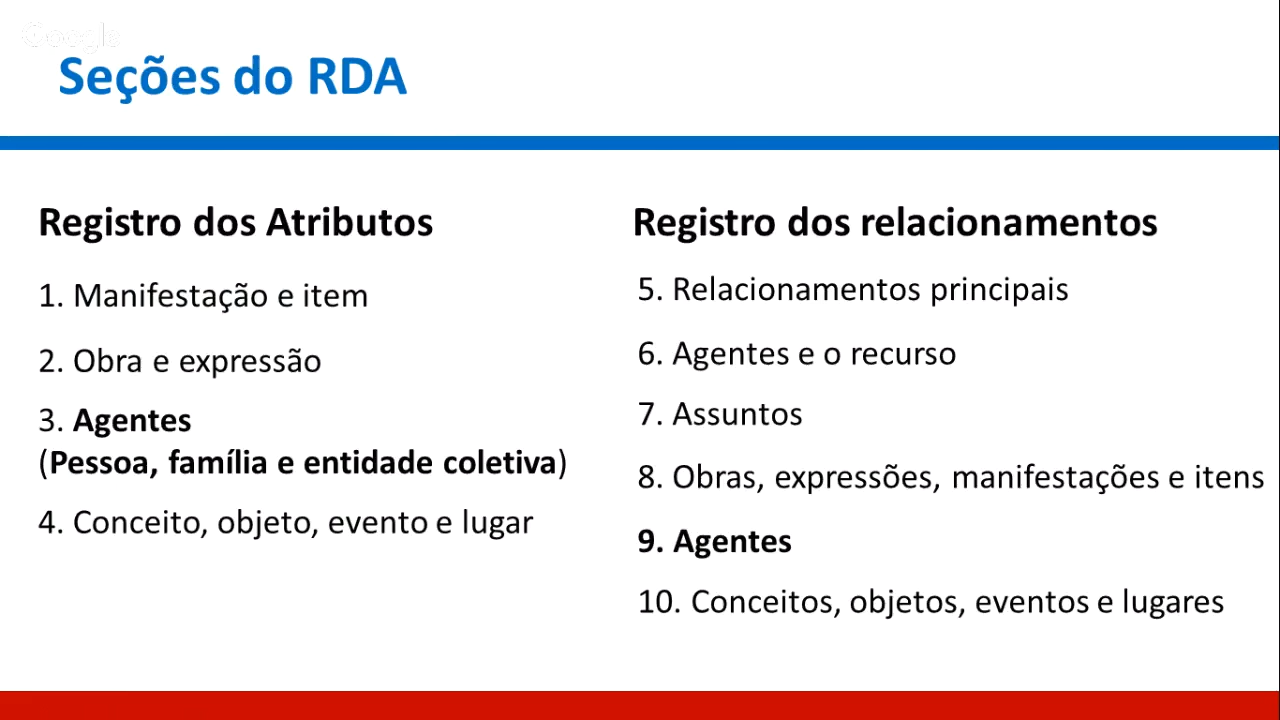 Google
Seções do RDA
Registro dos Atributos
1. Manifestação e item
2. Obra e expressão
3. Agentes
(Pessoa, família e entidade coletiva)
4. Conceito, objeto, evento e lugar
Registro dos relacionamentos
5. Relacionamentos principais
6. Agentes e o recurso
7. Assuntos
8. Obras, expressões, manifestações e itens
9. Agentes
10. Conceitos, objetos, eventos e lugares